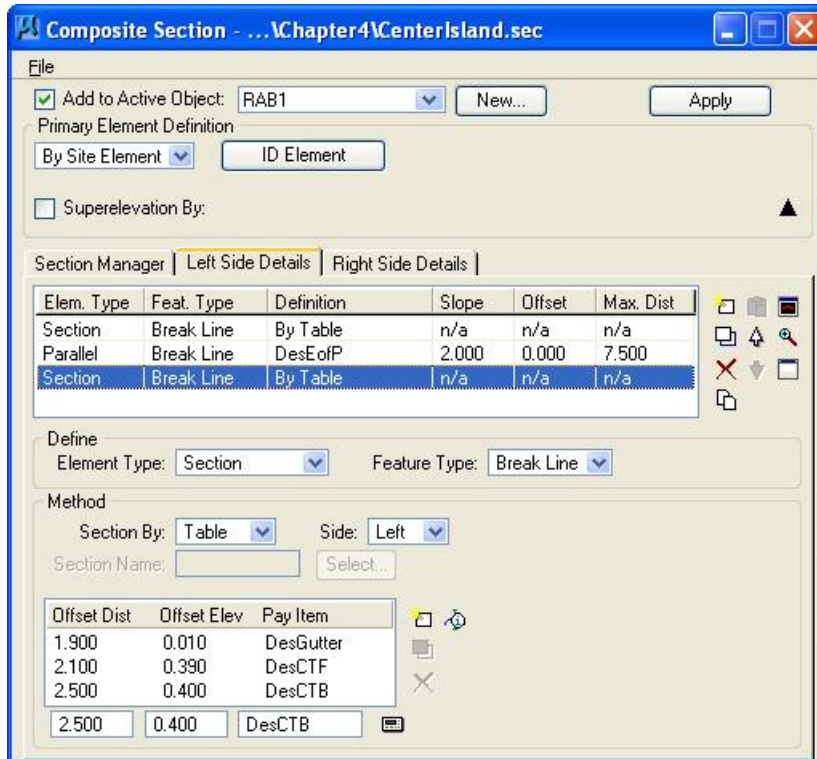 Composite Section - ...\Chapter4\CenterIsland.sec
File
Add to Active Object: RAB1 New... Apply
Primary Element Definition
By Site Element ID Element
Superelevation By:
Section Manager Left Side Details Right Side Details
Elem. Type Feat. Type Definition Slope Offset Max. Dist
Section Break Line By Table n/a n/a n/a
Parallel Break Line DesEofP 2.000 0.000 7.500
Section Break Line By Table n/a n/a n/a
Define
Element Type: Section Feature Type: Break Line
Method
Section By: Table Side: Left
Section Name: Select...
Offset Dist Offset Elev Pay Item
1.900 0.010 DesGutter
2.100 0.390 DesCTF
2.500 0.400 DesCTB
2.500 0.400 DesCTB